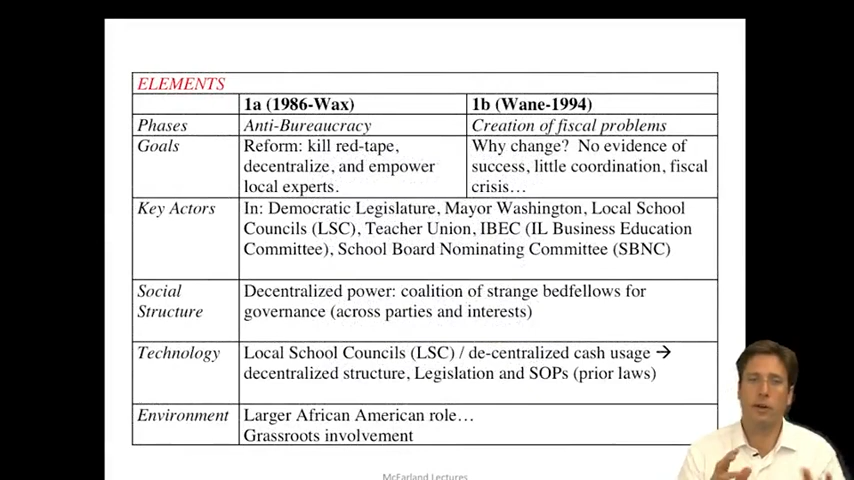 ELEMENTS
1a (1986-Wax) 1b (Wane-1994)
Phases Anti-Bureaucracy Creation of fiscal problems
Goals Reform: kill red-tape, Why change? No evidence of
decentralize, and empower success, little coordination, fiscal
local experts. crisis…
Key Actors In: Democratic Legislature, Mayor Washington, Local School
Councils (LSC), Teacher Union, IBEC (IL Business Education
Committee), School Board Nominating Committee (SBNC)
Social Decentralized power: coalition of strange bedfellows for
Structure governance (across parties and interests)
Technology Local School Councils (LSC) / de-centralized cash usage →
decentralized structure, Legislation and SOPs (prior laws)
Environment Larger African American role…
Grassroots involvement
McFarland Lectures